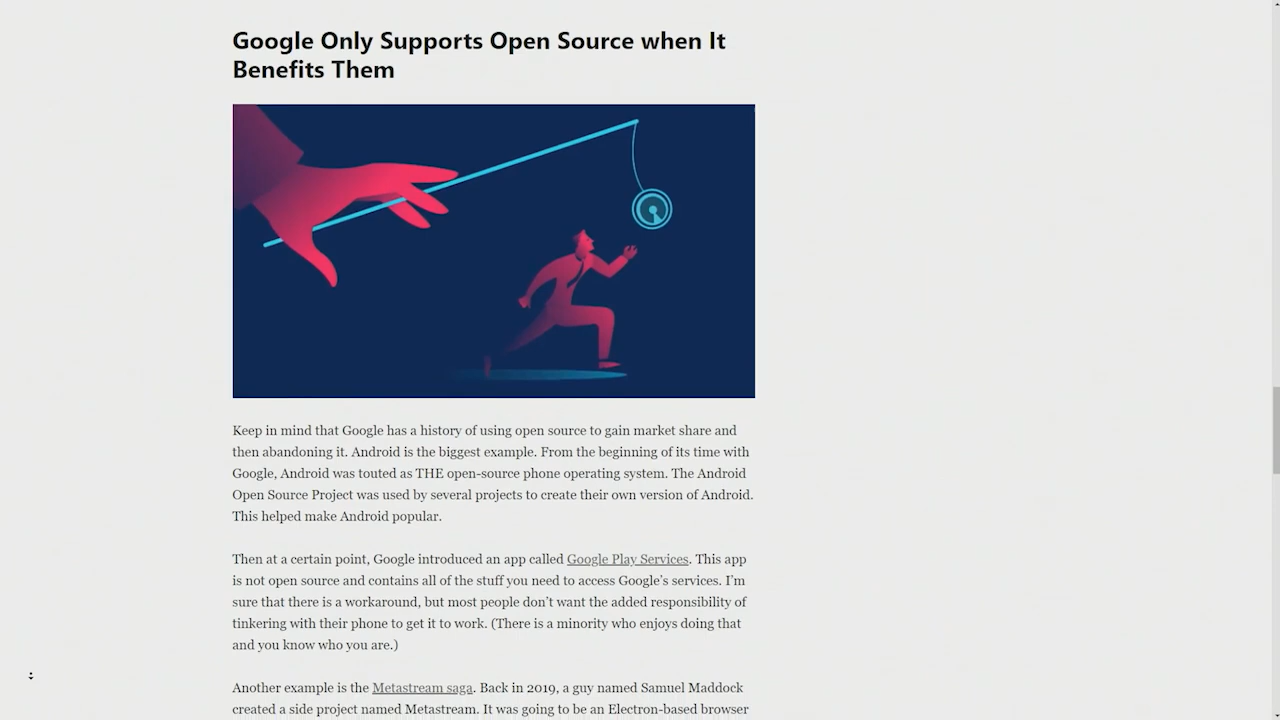 Google Only Supports Open Source when It
Benefits Them
Keep in mind that Google has a history of using open source to gain market share and
then abandoning it. Android is the biggest example. From the beginning of its time with
Google, Android was touted as THE open-source phone operating system. The Android
Open Source Project was used by several projects to create their own version of Android.
This helped make Android popular.
Then at a certain point, Google introduced an app called Google Play Services. This app
is not open source and contains all of the stuff you need to access Google’s services. I’m
sure that there is a workaround, but most people don’t want the added responsibility of
tinkering with their phone to get it to work. (There is a minority who enjoys doing that
and you know who you are.)
Another example is the Metastream saga. Back in 2019, a guy named Samuel Maddock
created a side project named Metastream. It was going to be an Electron-based browser